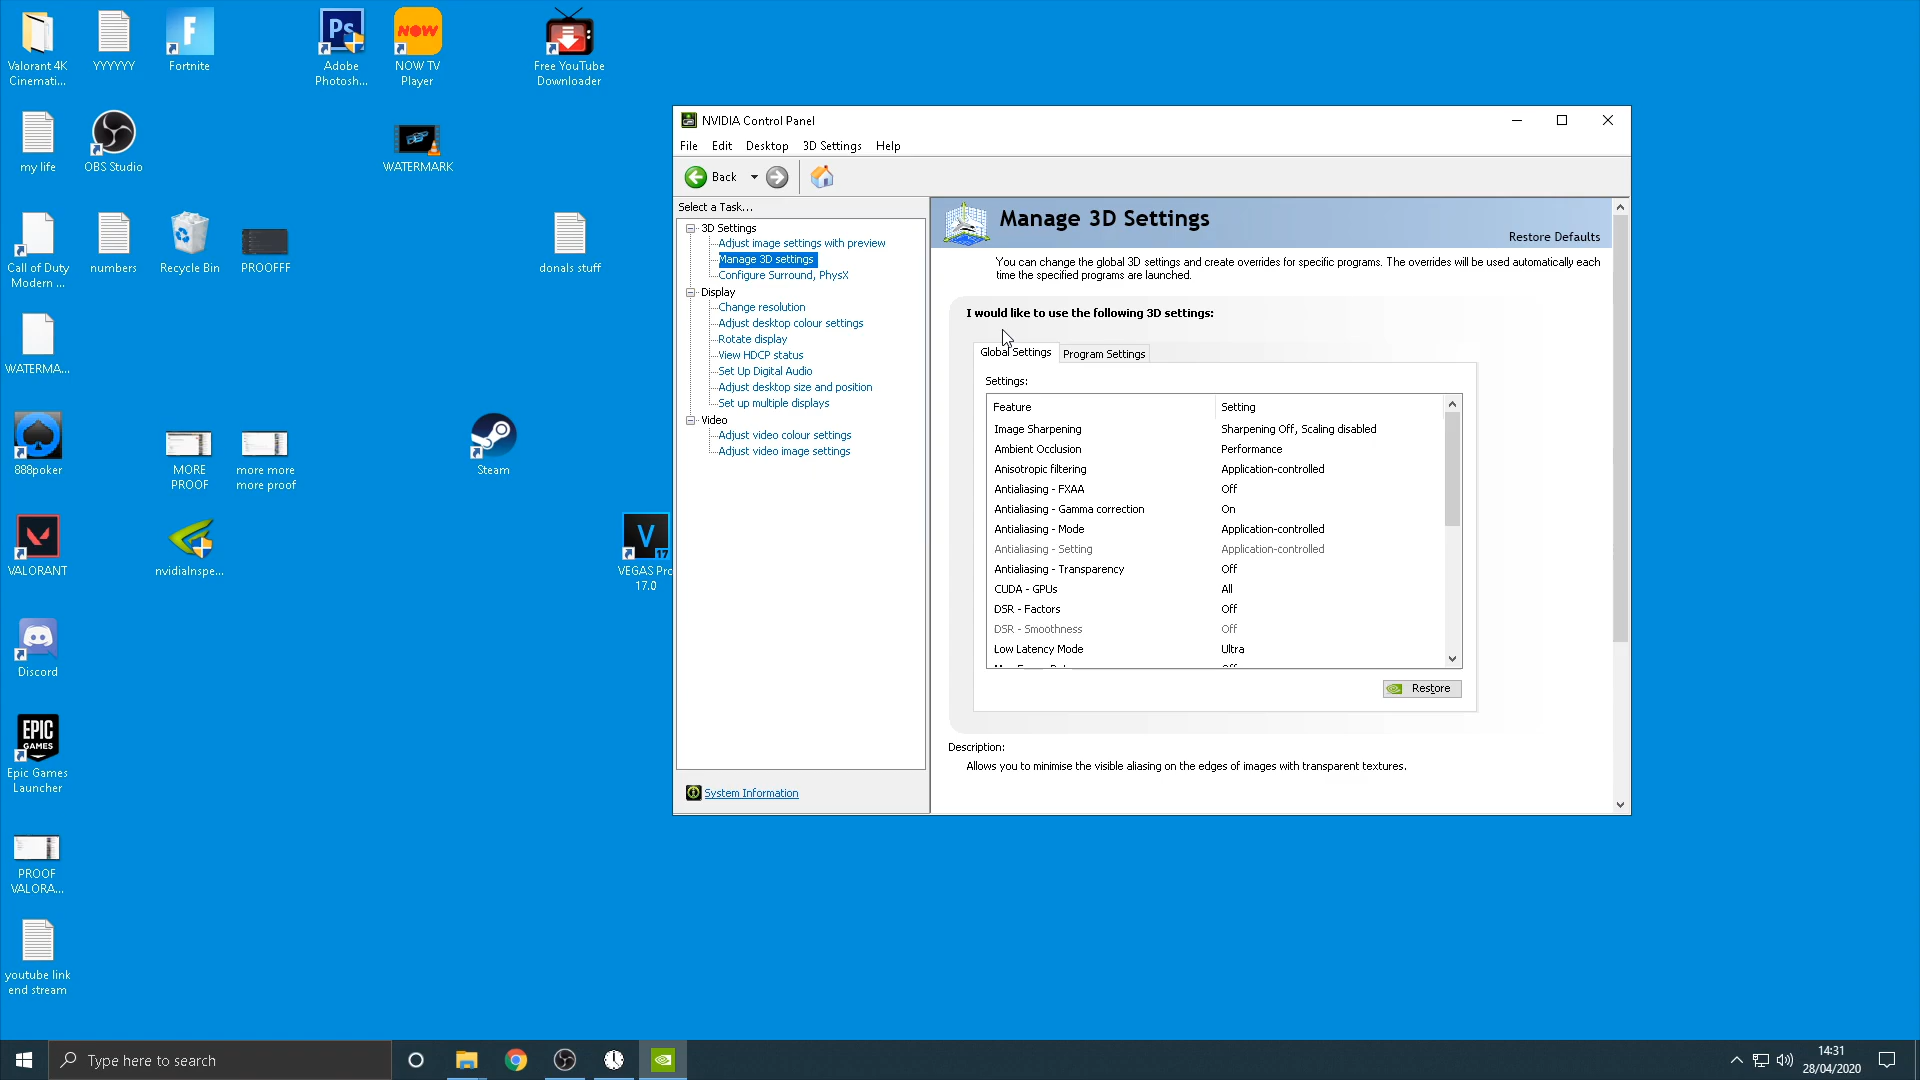 Valorant 4K
Cinemati...
YYYYYY
Fortnite
Ps
Adobe
Photosh...
NOW
NOW TV
Player
Free YouTube
Downloader
my life
OBS Studio
WATERMARK
Call of Duty
Modern ...
numbers
Recycle Bin
PROOFFF
donals stuff
WATERMA...
888poker
MORE
PROOF
more more
more proof
Steam
VALORANT
nvidiaInspe...
V
17
VEGAS Pro
17.0
Discord
EPIC
GAMES
Epic Games
Launcher
PROOF
VALORA...
youtube link
end stream
NVIDIA Control Panel
File Edit Desktop 3D Settings Help
Back
Select a Task...
3D Settings
Adjust image settings with preview
Manage 3D settings
Configure Surround, PhysX
Display
Change resolution
Adjust desktop colour settings
Rotate display
View HDCP status
Set Up Digital Audio
Adjust desktop size and position
Set up multiple displays
Video
Adjust video colour settings
Adjust video image settings
System Information
Manage 3D Settings
Restore Defaults
You can change the global 3D settings and create overrides for specific programs. The overrides will be used automatically each
time the specified programs are launched.
I would like to use the following 3D settings:
Global Settings Program Settings
Settings:
Feature Setting
Image Sharpening Sharpening Off, Scaling disabled
Ambient Occlusion Performance
Anisotropic filtering Application-controlled
Antialiasing - FXAA Off
Antialiasing - Gamma correction On
Antialiasing - Mode Application-controlled
Antialiasing - Setting Application-controlled
Antialiasing - Transparency Off
CUDA - GPUs All
DSR - Factors Off
DSR - Smoothness Off
Low Latency Mode Ultra
Restore
Description:
Allows you to minimise the visible aliasing on the edges of images with transparent textures.
Type here to search
14:31
28/04/2020